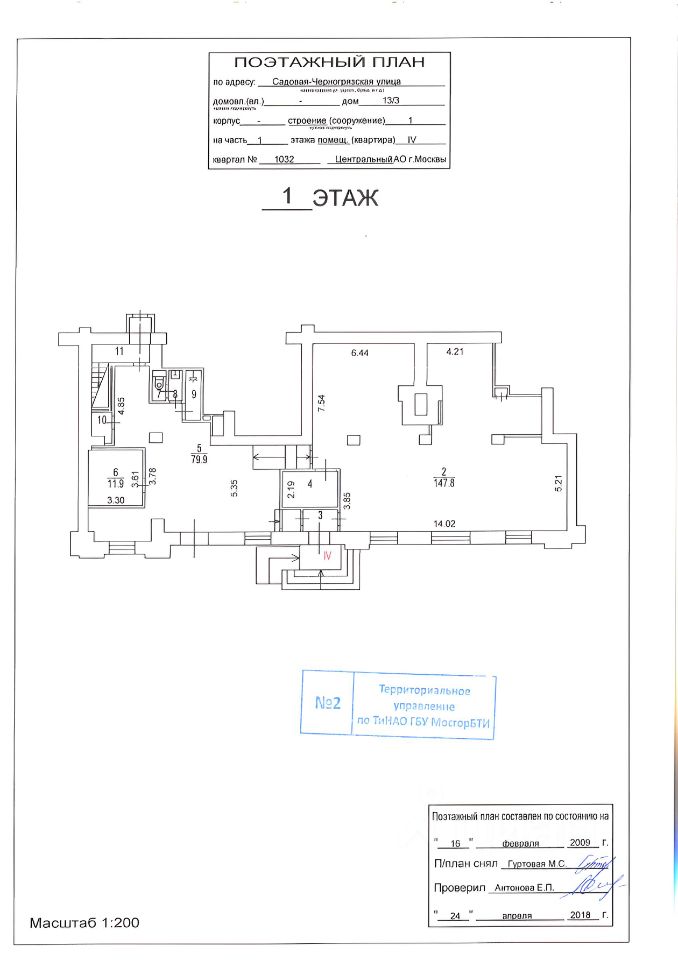 ПОЭТАЖНЫЙ ПЛАН
по адресу: Садовая-Черногрязская улица
домовл.(вл.) - дом 13/3
корпус - строение (сооружение) 1
на часть 1 этажа помещ. (квартира) IV
квартал № 1032 Центральный АО г.Москвы
1 ЭТАЖ
11
6.44
4.21
4.85
7
8
9
7.54
10
5
79.9
6
11.9
3.61
3.78
3.30
5.35
2.19
4
3.85
2
147.8
5.21
3
14.02
IV
№2
Территориальное
управление
по ТиНАО ГБУ МосгорБТИ
Поэтажный план составлен по состоянию на
" 16 " февраля 2009 г.
П/план снял Гуртовая М.С.
Проверил Антонова Е.П.
" 24 " апреля 2018 г.
Масштаб 1:200